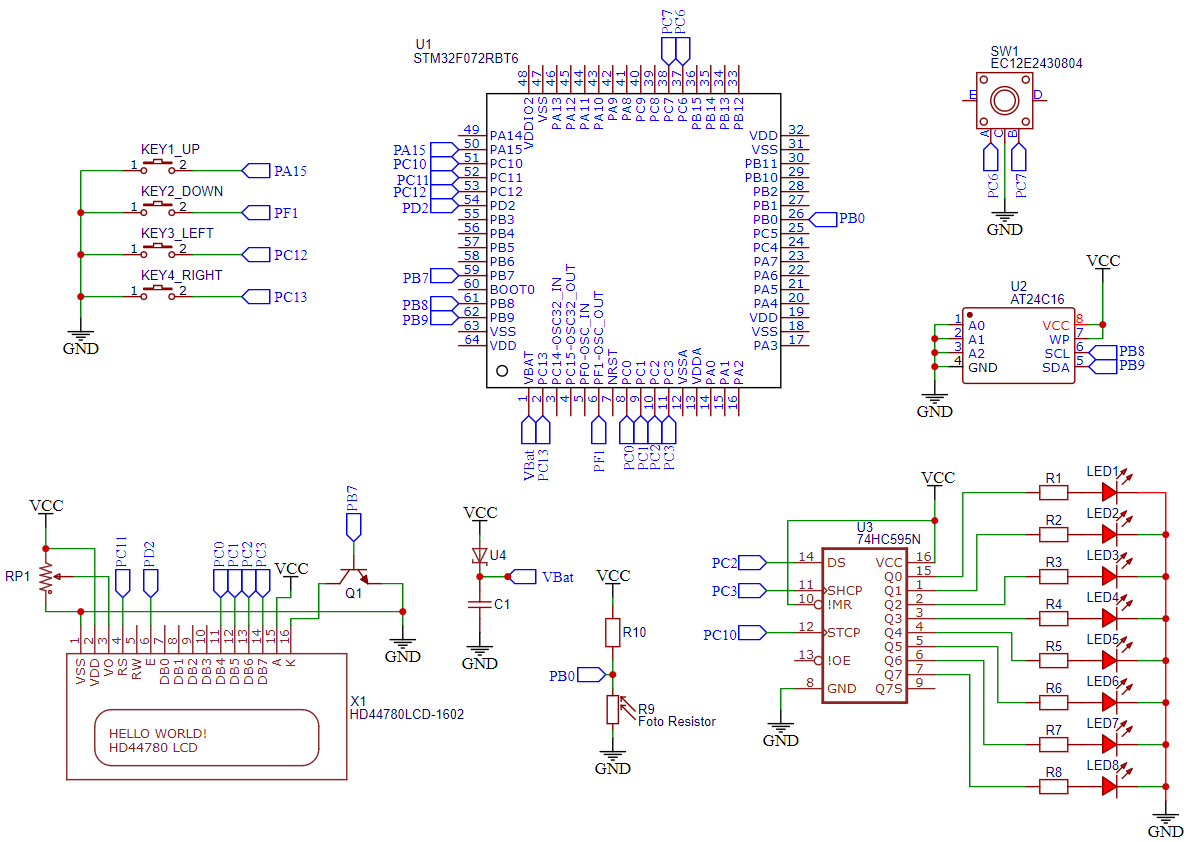 U1
STM32F072RBT6
PC7
PC6
48
47
46
45
44
43
42
41
40
39
38
37
36
35
34
33
VDDIO2
VSS
PA13
PA12
PA11
PA10
PA9
PA8
PC9
PC8
PC7
PC6
PB15
PB14
PB13
PB12
49 PA14
PA15 50 PA15
PC10 51 PC10
PC11 52 PC11
PC12 53 PC12
PD2 54 PD2
55 PB3
56 PB4
57 PB5
58 PB6
PB7 59 PB7
60 BOOT0
PB8 61 PB8
PB9 62 PB9
63 VSS
64 VDD
VDD 32
VSS 31
PB11 30
PB10 29
PB2 28
PB1 27
PB0 26 PB0
PC5 25
PC4 24
PA7 23
PA6 22
PA5 21
PA4 20
VDD 19
VSS 18
PA3 17
VBAT
PC13
PC14-OSC32_IN
PC15-OSC32_OUT
PF0-OSC_IN
PF1-OSC_OUT
NRST
PC0
PC1
PC2
PC3
VSSA
VDDA
PA0
PA1
PA2
1
2
3
4
5
6
7
8
9
10
11
12
13
14
15
16
VBat
PC13
PF1
PC0
PC1
PC2
PC3
KEY1_UP
1 2 PA15
KEY2_DOWN
1 2 PF1
KEY3_LEFT
1 2 PC12
KEY4_RIGHT
1 2 PC13
GND
SW1
EC12E2430804
E D
A C B
PC6
PC7
GND
VCC
U2
AT24C16
1 A0 VCC 8
2 A1 WP 7
3 A2 SCL 6 PB8
4 GND SDA 5 PB9
GND
VCC
RP1
PC11
PD2
PC0
PC1
PC2
PC3
VCC
PB7
Q1
GND
1
2
3
4
5
6
7
8
9
10
11
12
13
14
15
16
VSS
VDD
VO
RS
RW
E
DB0
DB1
DB2
DB3
DB4
DB5
DB6
DB7
A
K
X1
HD44780LCD-1602
HELLO WORLD!
HD44780 LCD
VCC
U4
VBat
C1
GND
VCC
R10
PB0
R9
Foto Resistor
GND
VCC
U3
74HC595N
PC2 14 DS
PC3 11 SHCP
10 !MR
PC10 12 STCP
13 !OE
8 GND
VCC 16
Q0 15
Q1 1
Q2 2
Q3 3
Q4 4
Q5 5
Q6 6
Q7 7
Q7S 9
GND
R1 LED1
R2 LED2
R3 LED3
R4 LED4
R5 LED5
R6 LED6
R7 LED7
R8 LED8
GND